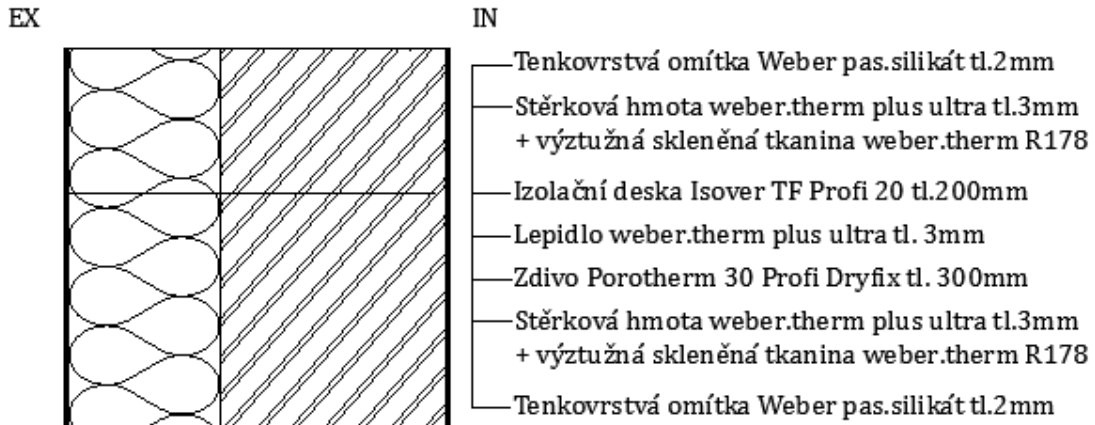 EX
IN
Tenkovrstvá omítka Weber pas.silikát tl.2mm
Stěrková hmota weber.therm plus ultra tl.3mm
+ výztužná skleněná tkanina weber.therm R178
Izolační deska Isover TF Profi 20 tl.200mm
Lepidlo weber.therm plus ultra tl. 3mm
Zdivo Porotherm 30 Profi Dryfix tl. 300mm
Stěrková hmota weber.therm plus ultra tl.3mm
+ výztužná skleněná tkanina weber.therm R178
Tenkovrstvá omítka Weber pas.silikát tl.2mm